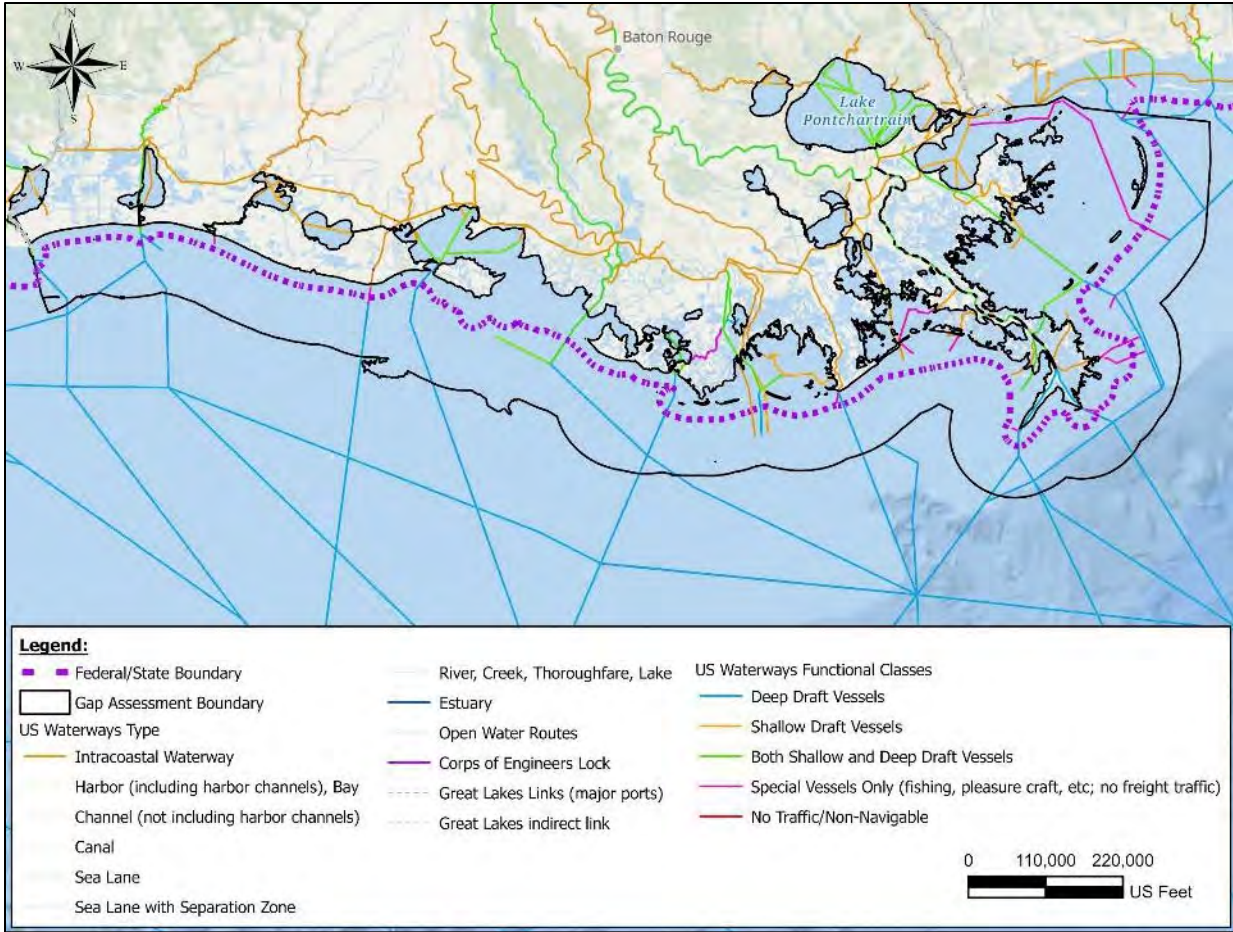 N
W
E
S
Baton Rouge
Lake
Pontchartrain
Legend:
Federal/State Boundary
Gap Assessment Boundary
US Waterways Type
Intracoastal Waterway
Harbor (including harbor channels), Bay
Channel (not including harbor channels)
Canal
Sea Lane
Sea Lane with Separation Zone
River, Creek, Thoroughfare, Lake
Estuary
Open Water Routes
Corps of Engineers Lock
Great Lakes Links (major ports)
Great Lakes indirect link
US Waterways Functional Classes
Deep Draft Vessels
Shallow Draft Vessels
Both Shallow and Deep Draft Vessels
Special Vessels Only (fishing, pleasure craft, etc; no freight traffic)
No Traffic/Non-Navigable
0 110,000 220,000
US Feet